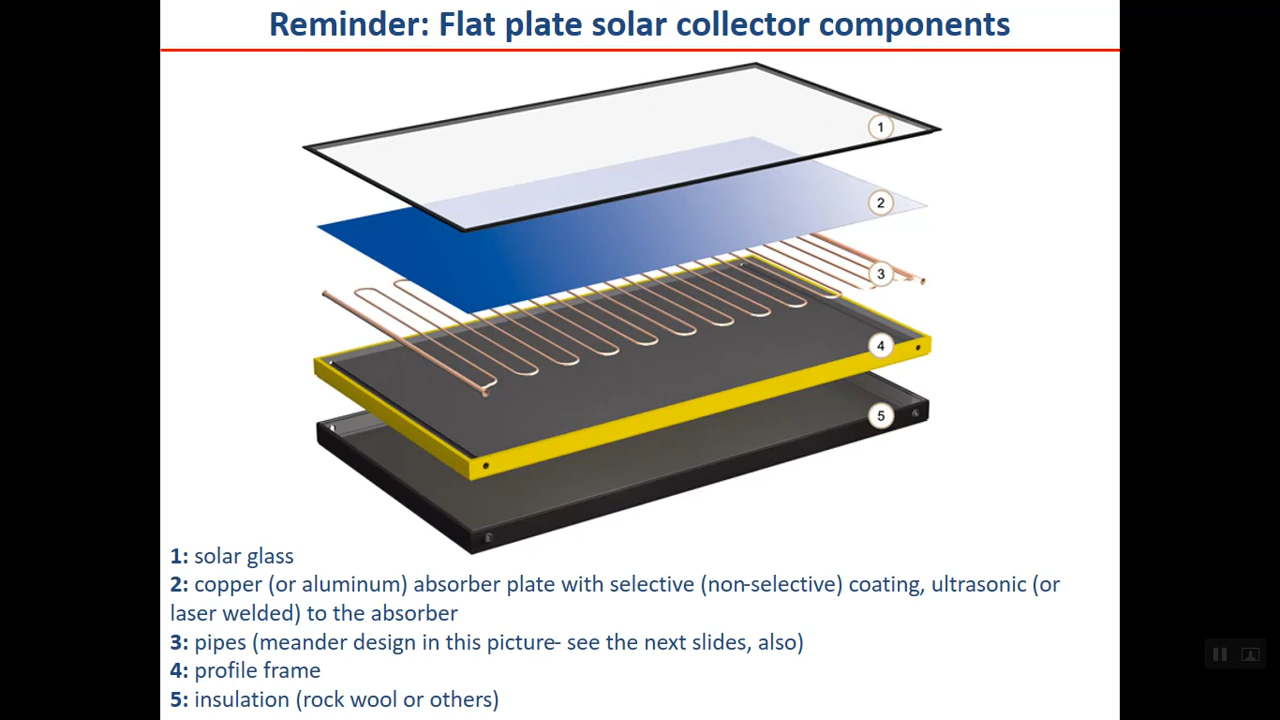 Reminder: Flat plate solar collector components
1
2
3
4
5
1: solar glass
2: copper (or aluminum) absorber plate with selective (non-selective) coating, ultrasonic (or
laser welded) to the absorber
3: pipes (meander design in this picture- see the next slides, also)
4: profile frame
5: insulation (rock wool or others)